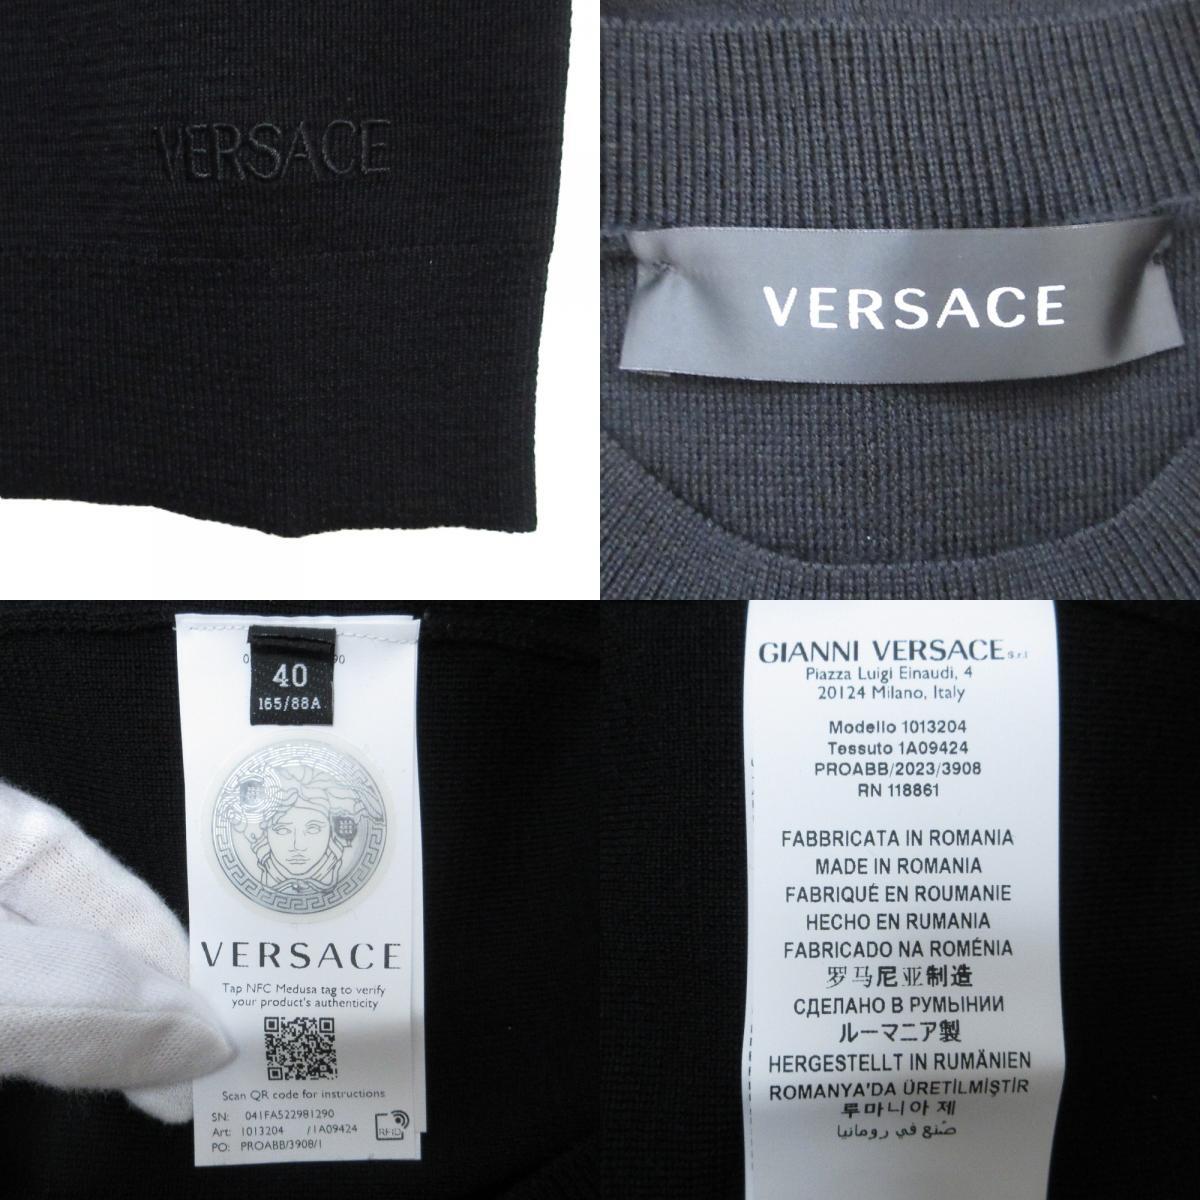 VERSACE
VERSACE
40
165/88A
VERSACE
Tap NFC Medusa tag to verify
your product's authenticity
Scan QR code for instructions
SN: 041FA522981290
Art: 1013204 /1A09424
PO: PROABB/3908/1
RFID
GIANNI VERSACE S.r.l
Piazza Luigi Einaudi, 4
20124 Milano, Italy
Modello 1013204
Tessuto 1A09424
PROABB/2023/3908
RN 118861
FABBRICATA IN ROMANIA
MADE IN ROMANIA
FABRIQUÉ EN ROUMANIE
HECHO EN RUMANIA
FABRICADO NA ROMÉNIA
罗马尼亚制造
СДЕЛАНО В РУМЫНИИ
ルーマニア製
HERGESTELLT IN RUMÄNIEN
ROMANYA'DA ÜRETİLMİŞTİR
루마니아 제
صنع في رومانيا